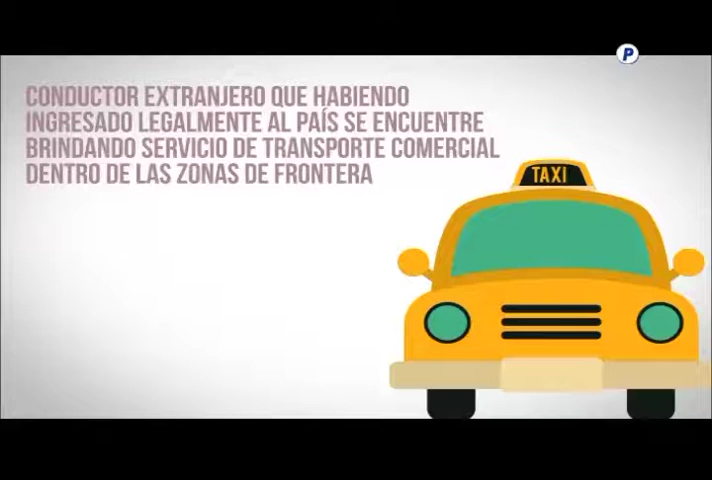 P
CONDUCTOR EXTRANJERO QUE HABIENDO
INGRESADO LEGALMENTE AL PAÍS SE ENCUENTRE
BRINDANDO SERVICIO DE TRANSPORTE COMERCIAL
DENTRO DE LAS ZONAS DE FRONTERA
TAXI